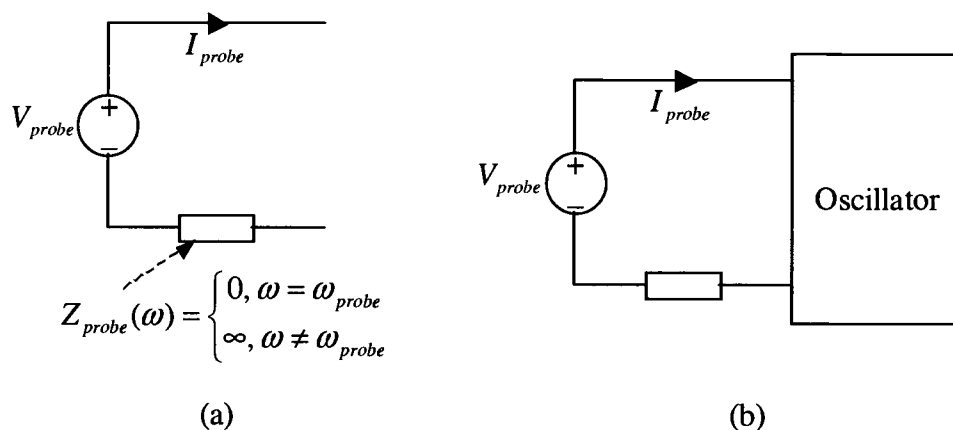 I_probe
+
V_probe
−
Z_probe(ω) = { 0, ω = ω_probe
∞, ω ≠ ω_probe
(a)
I_probe
+
V_probe
−
Oscillator
(b)